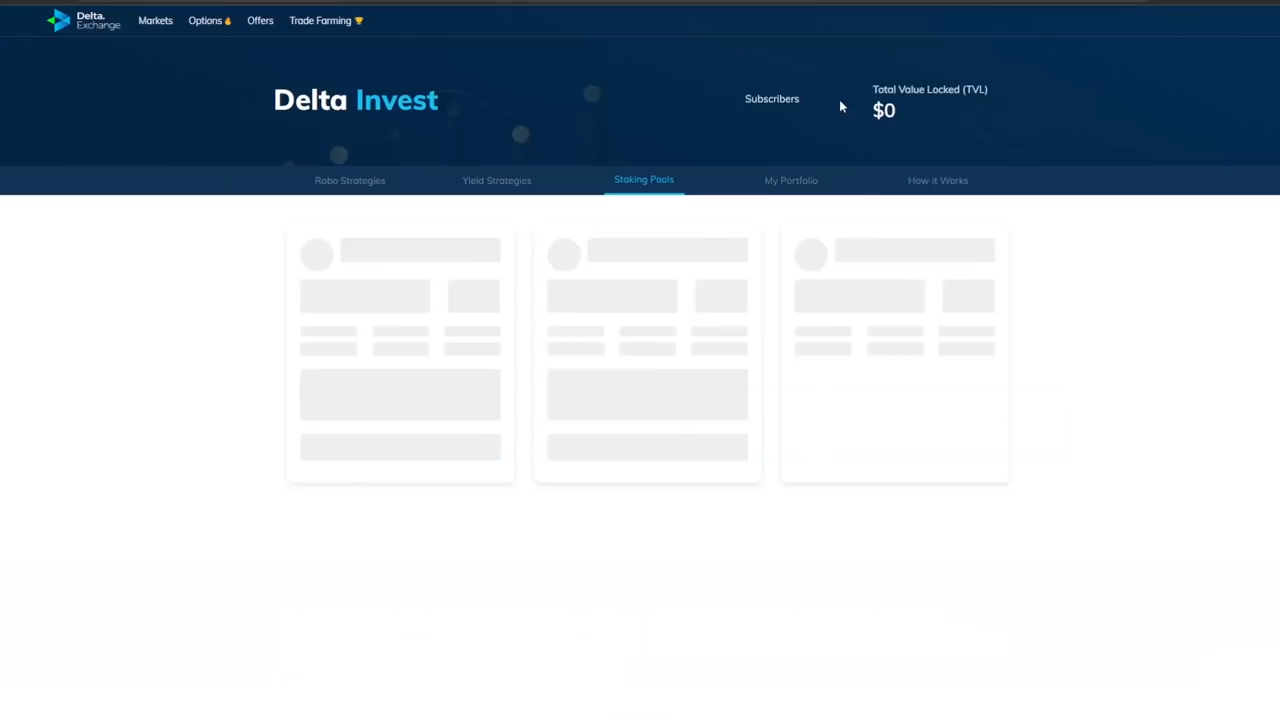 Delta.
Exchange
Markets
Options
Offers
Trade Farming
Delta Invest
Subscribers
Total Value Locked (TVL)
$0
Robo Strategies
Yield Strategies
Staking Pools
My Portfolio
How it Works